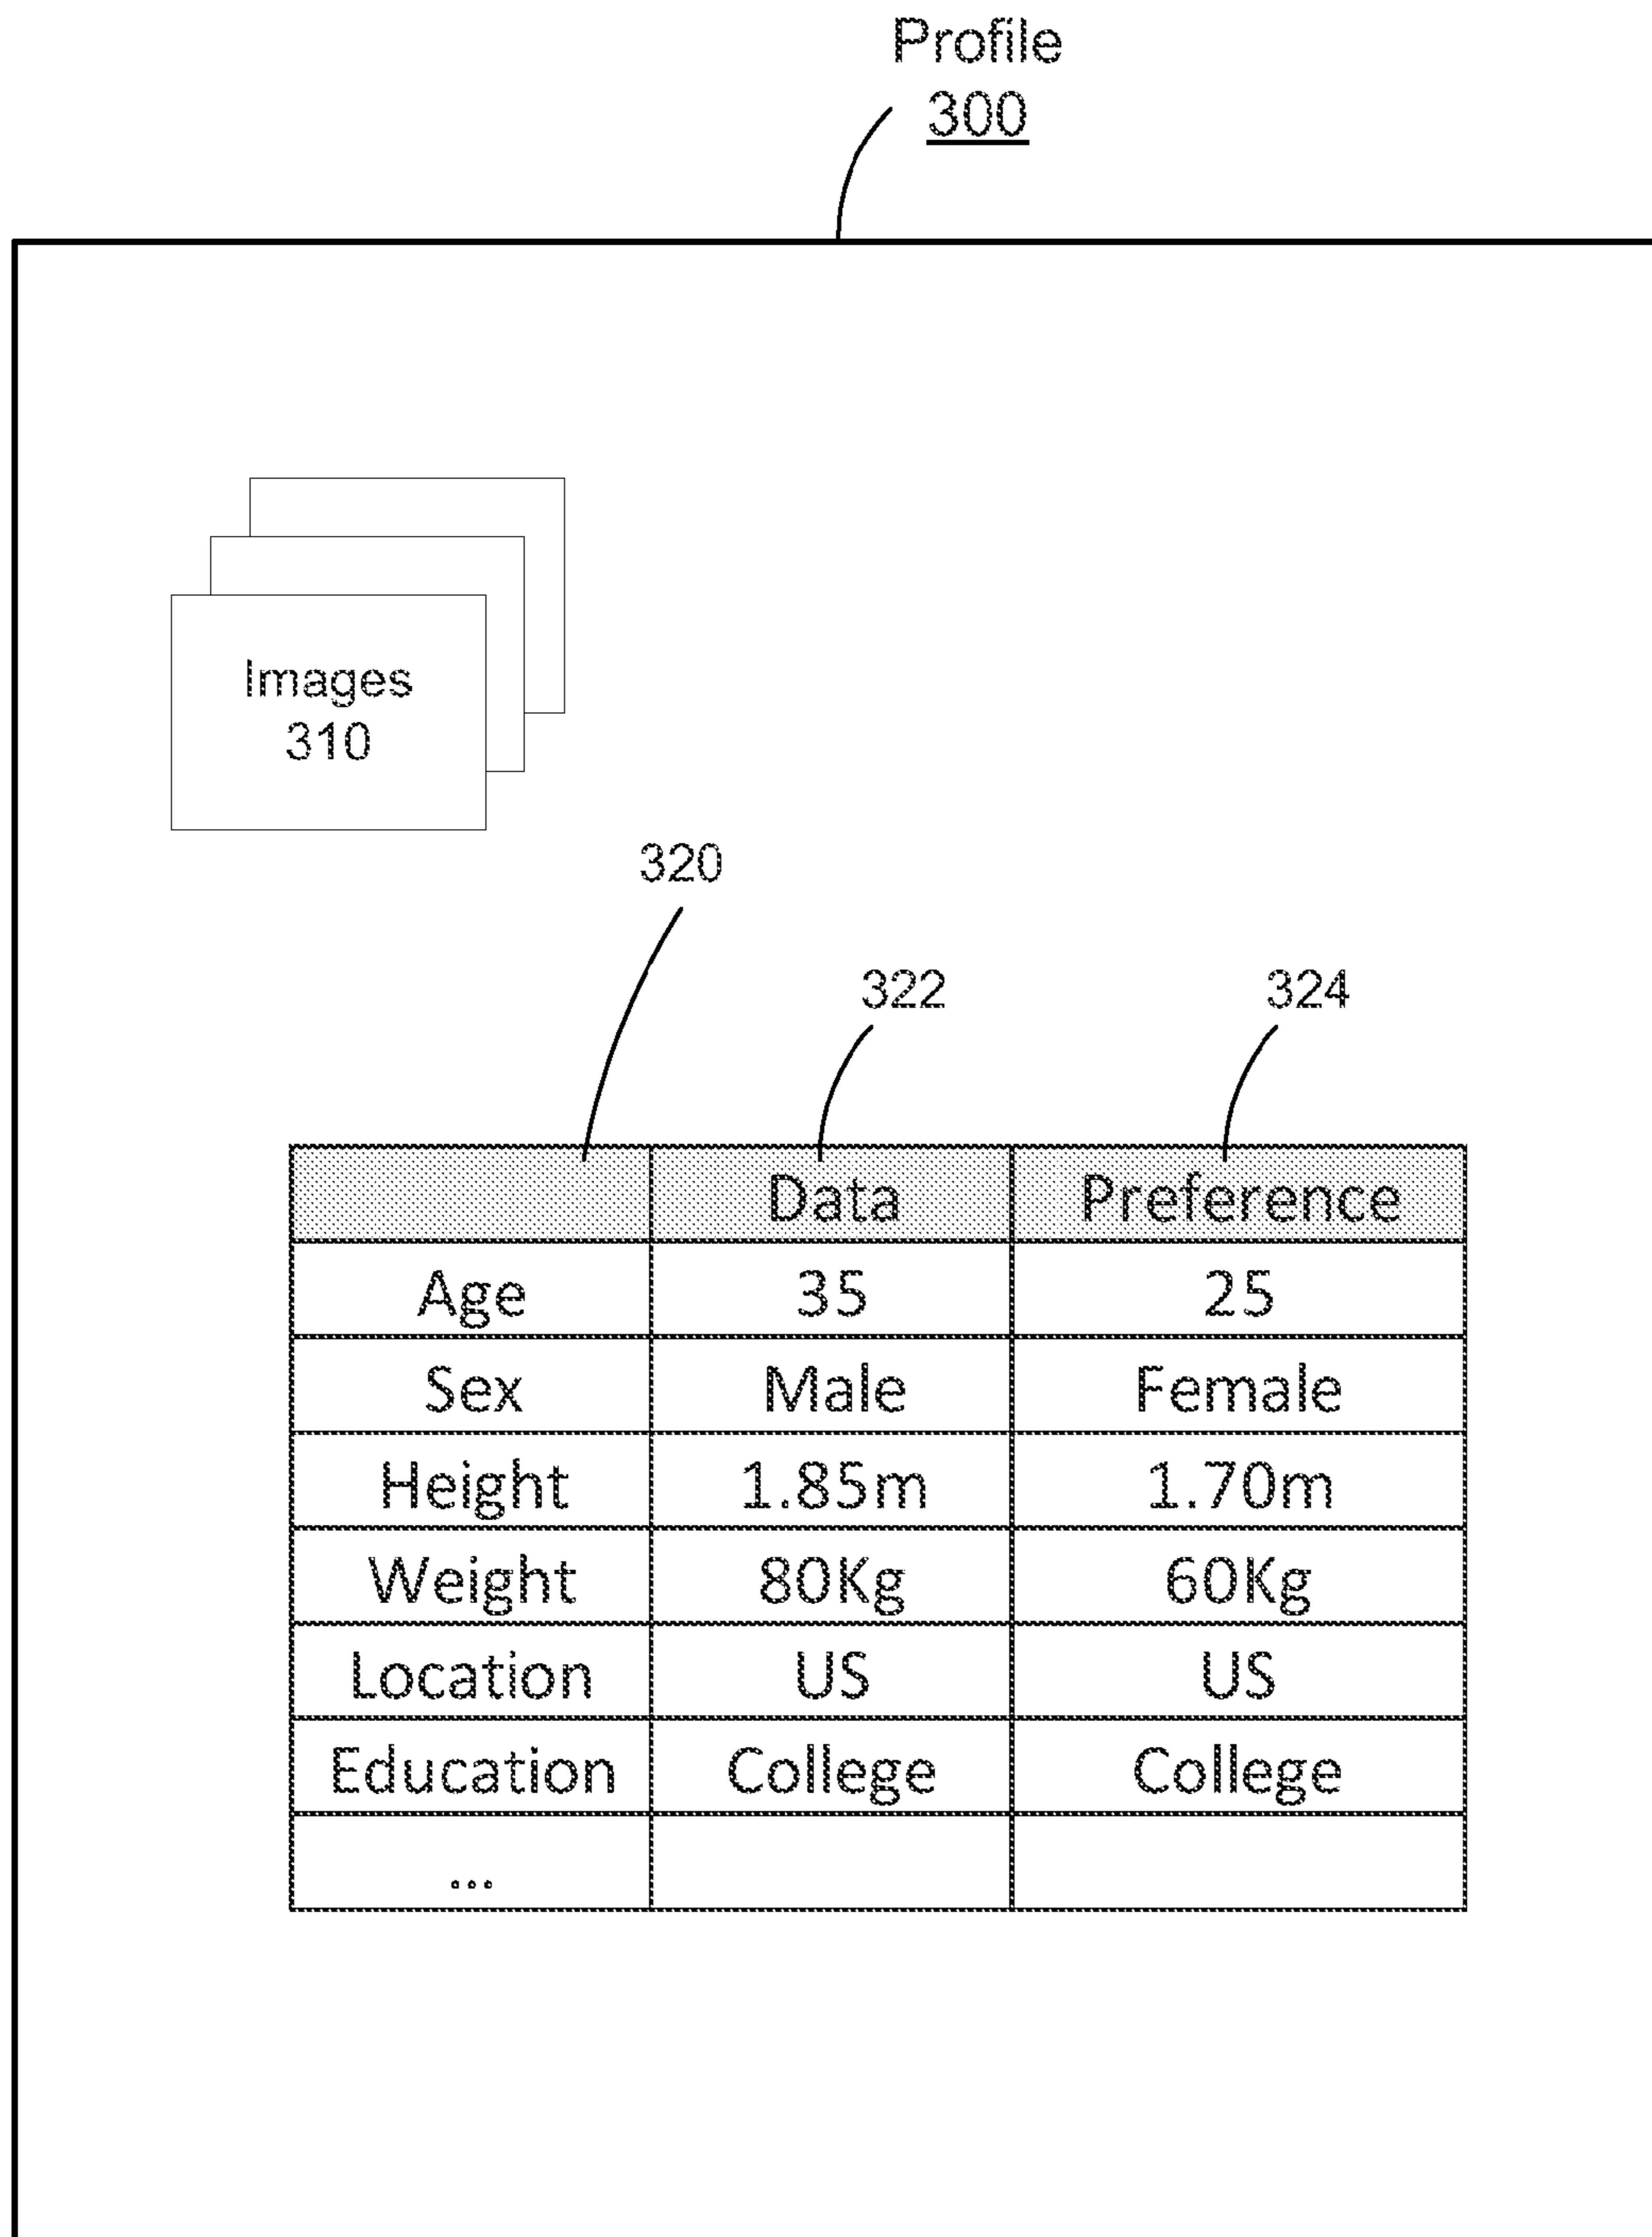 Profile
300
Images
310
320
322 324
Data Preference
Age 35 25
Sex Male Female
Height 1.85m 1.70m
Weight 80Kg 60Kg
Location US US
Education College College
...